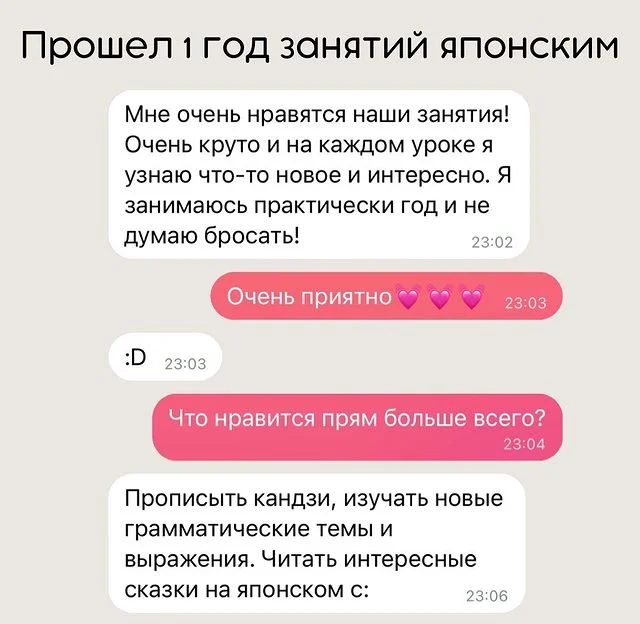 Прошел 1 год занятий японским
Мне очень нравятся наши занятия!
Очень круто и на каждом уроке я
узнаю что-то новое и интересно. Я
занимаюсь практически год и не
думаю бросать!
23:02
Очень приятно💓 💓 💓 23:03
:D 23:03
Что нравится прям больше всего?
23:04
Прописыть кандзи, изучать новые
грамматические темы и
выражения. Читать интересные
сказки на японском с:
23:06